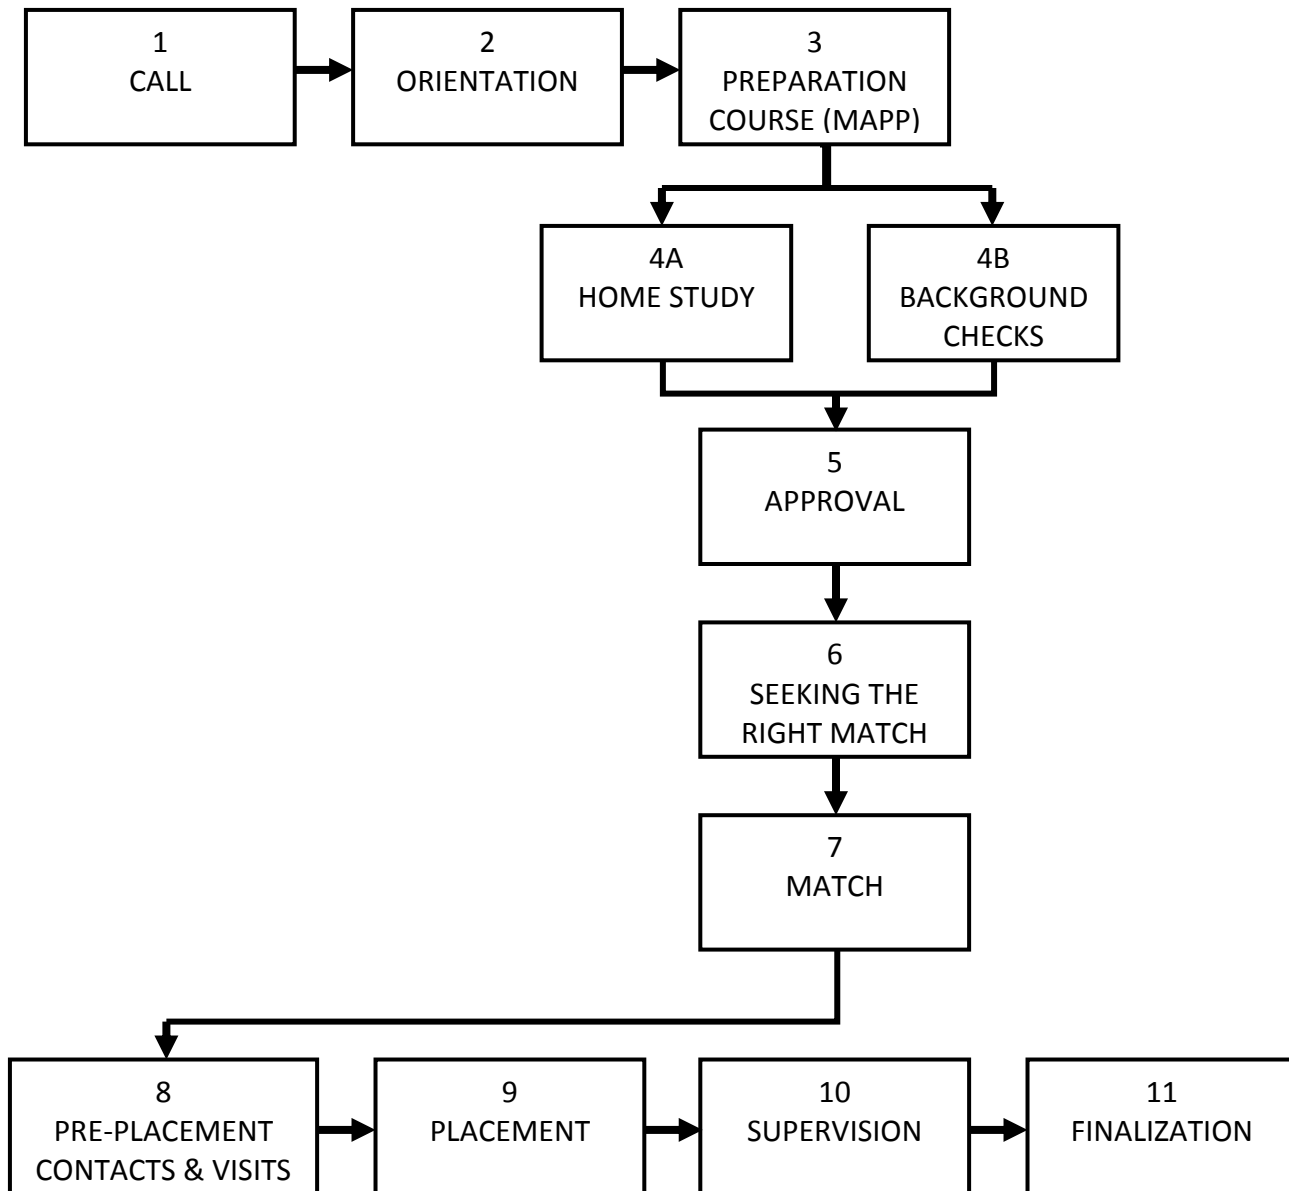 1
CALL
2
ORIENTATION
3
PREPARATION
COURSE (MAPP)
4A
HOME STUDY
4B
BACKGROUND
CHECKS
5
APPROVAL
6
SEEKING THE
RIGHT MATCH
7
MATCH
8
PRE-PLACEMENT
CONTACTS & VISITS
9
PLACEMENT
10
SUPERVISION
11
FINALIZATION